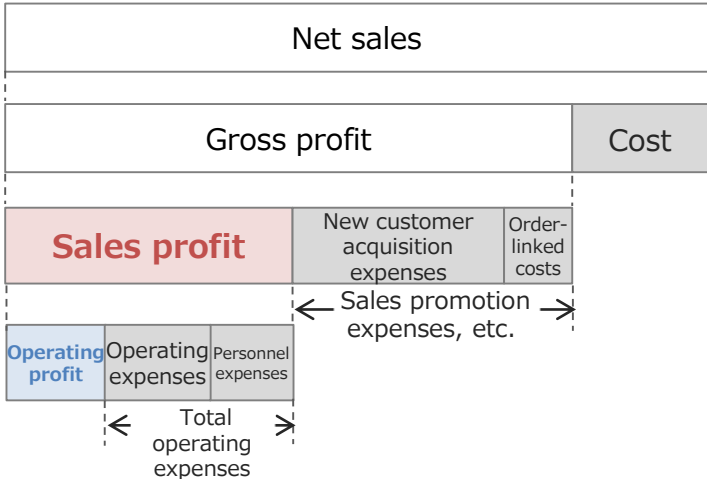 Net sales
Gross profit
Cost
Sales profit
New customer
acquisition
expenses
Order-
linked
costs
Sales promotion
expenses, etc.
Operating
profit
Operating
expenses
Personnel
expenses
Total
operating
expenses